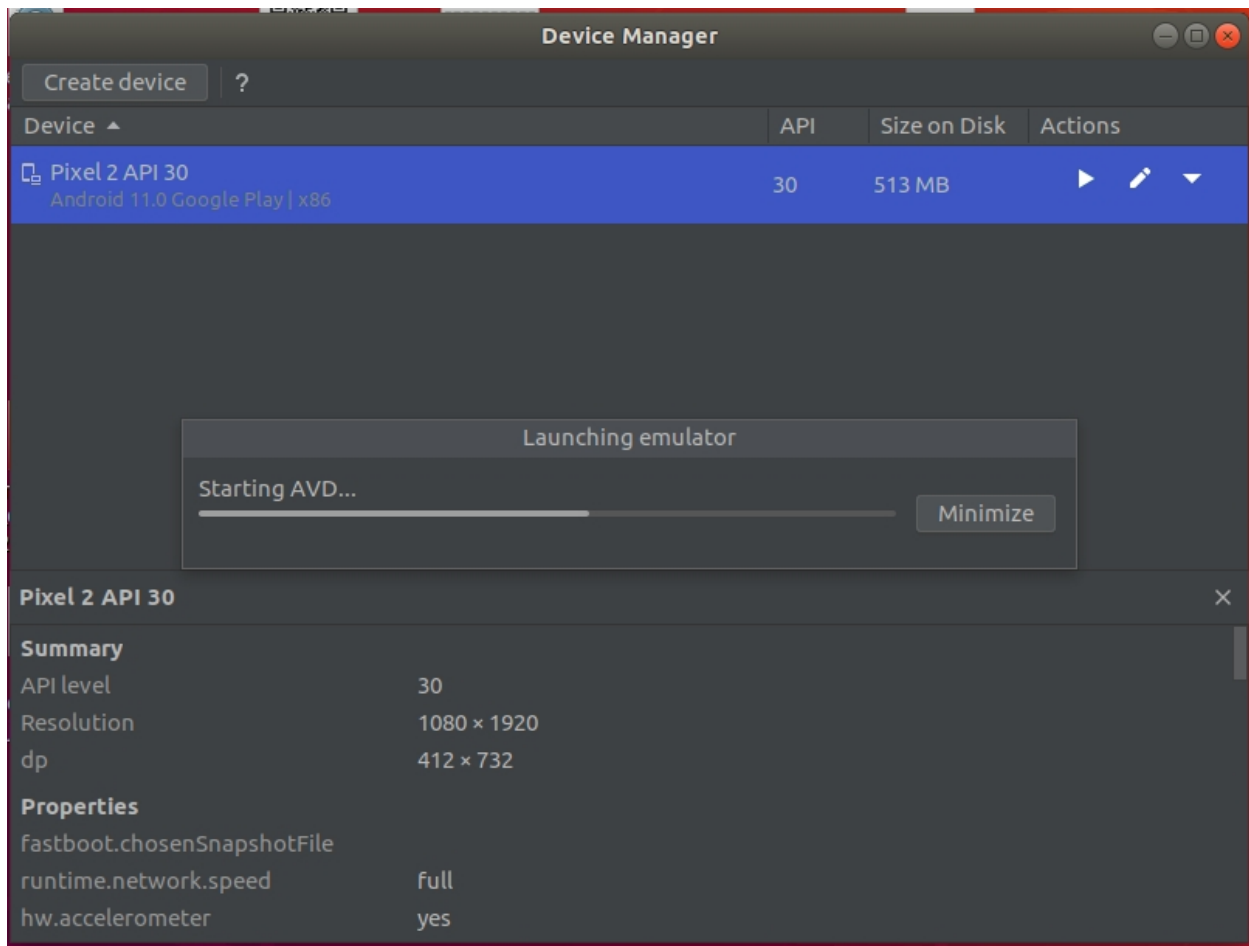 Device Manager
Create device ?
Device API Size on Disk Actions
Pixel 2 API 30
Android 11.0 Google Play | x86
30 513 MB
Launching emulator
Starting AVD...
Minimize
Pixel 2 API 30
Summary
API level 30
Resolution 1080 × 1920
dp 412 × 732
Properties
fastboot.chosenSnapshotFile
runtime.network.speed full
hw.accelerometer yes